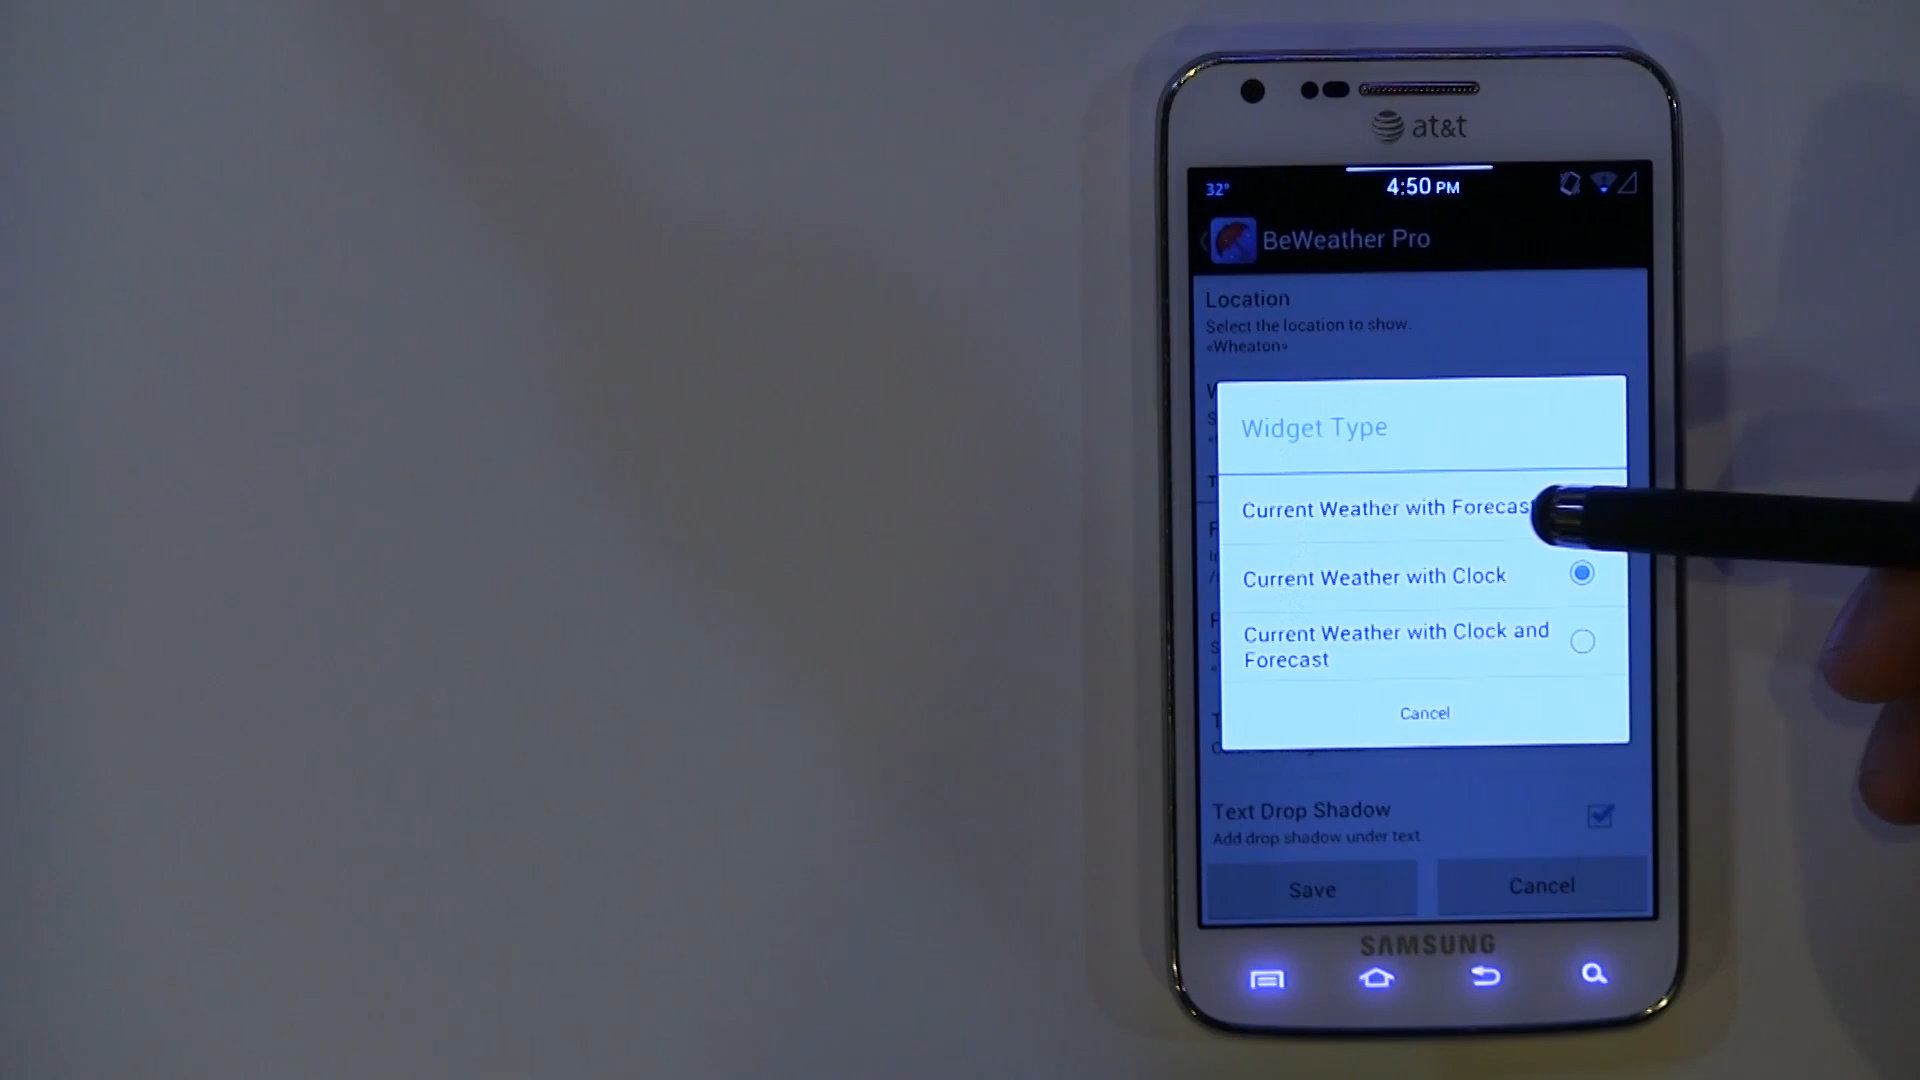 at&t
32°
4:50 PM
BeWeather Pro
Location
Select the location to show.
«Wheaton»
Widget Type
Current Weather with Forecast
Current Weather with Clock
Current Weather with Clock and
Forecast
Cancel
Text Drop Shadow
Add drop shadow under text.
Save
Cancel
SAMSUNG